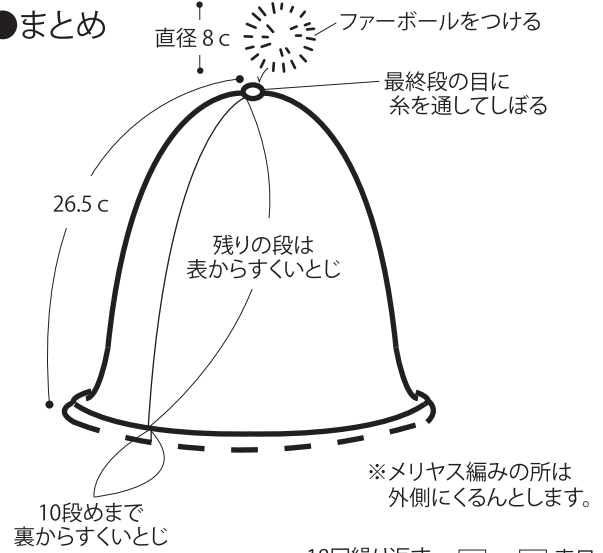 ●まとめ
直径 8 c
ファーボールをつける
最終段の目に
糸を通してしぼる
26.5 c
残りの段は
表からすくいとじ
※メリヤス編みの所は
外側にくるんとします。
10段めまで
裏からすくいとじ